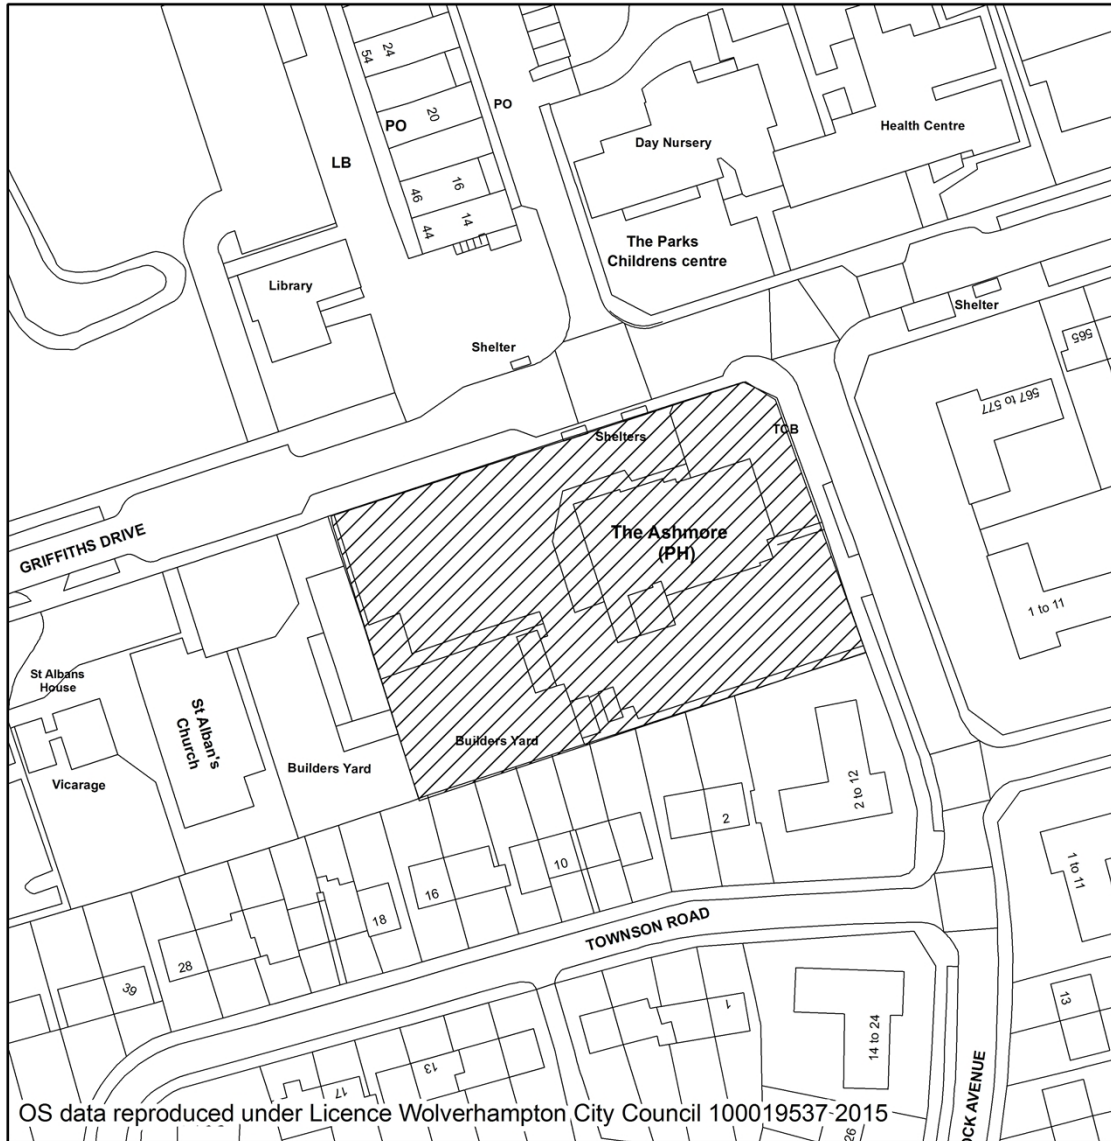 54
24
PO
20
PO
LB
46
16
44
14
Day Nursery
Health Centre
The Parks
Childrens centre
Library
Shelter
Shelter
565
567 to 577
Shelters
TCB
The Ashmore
(PH)
GRIFFITHS DRIVE
1 to 11
St Albans
House
St Alban's
Church
Vicarage
Builders Yard
Builders Yard
2 to 12
2
10
16
18
28
39
TOWNSON ROAD
1 to 11
1
13
14 to 24
13
17
26
OCK AVENUE
OS data reproduced under Licence Wolverhampton City Council 100019537-2015